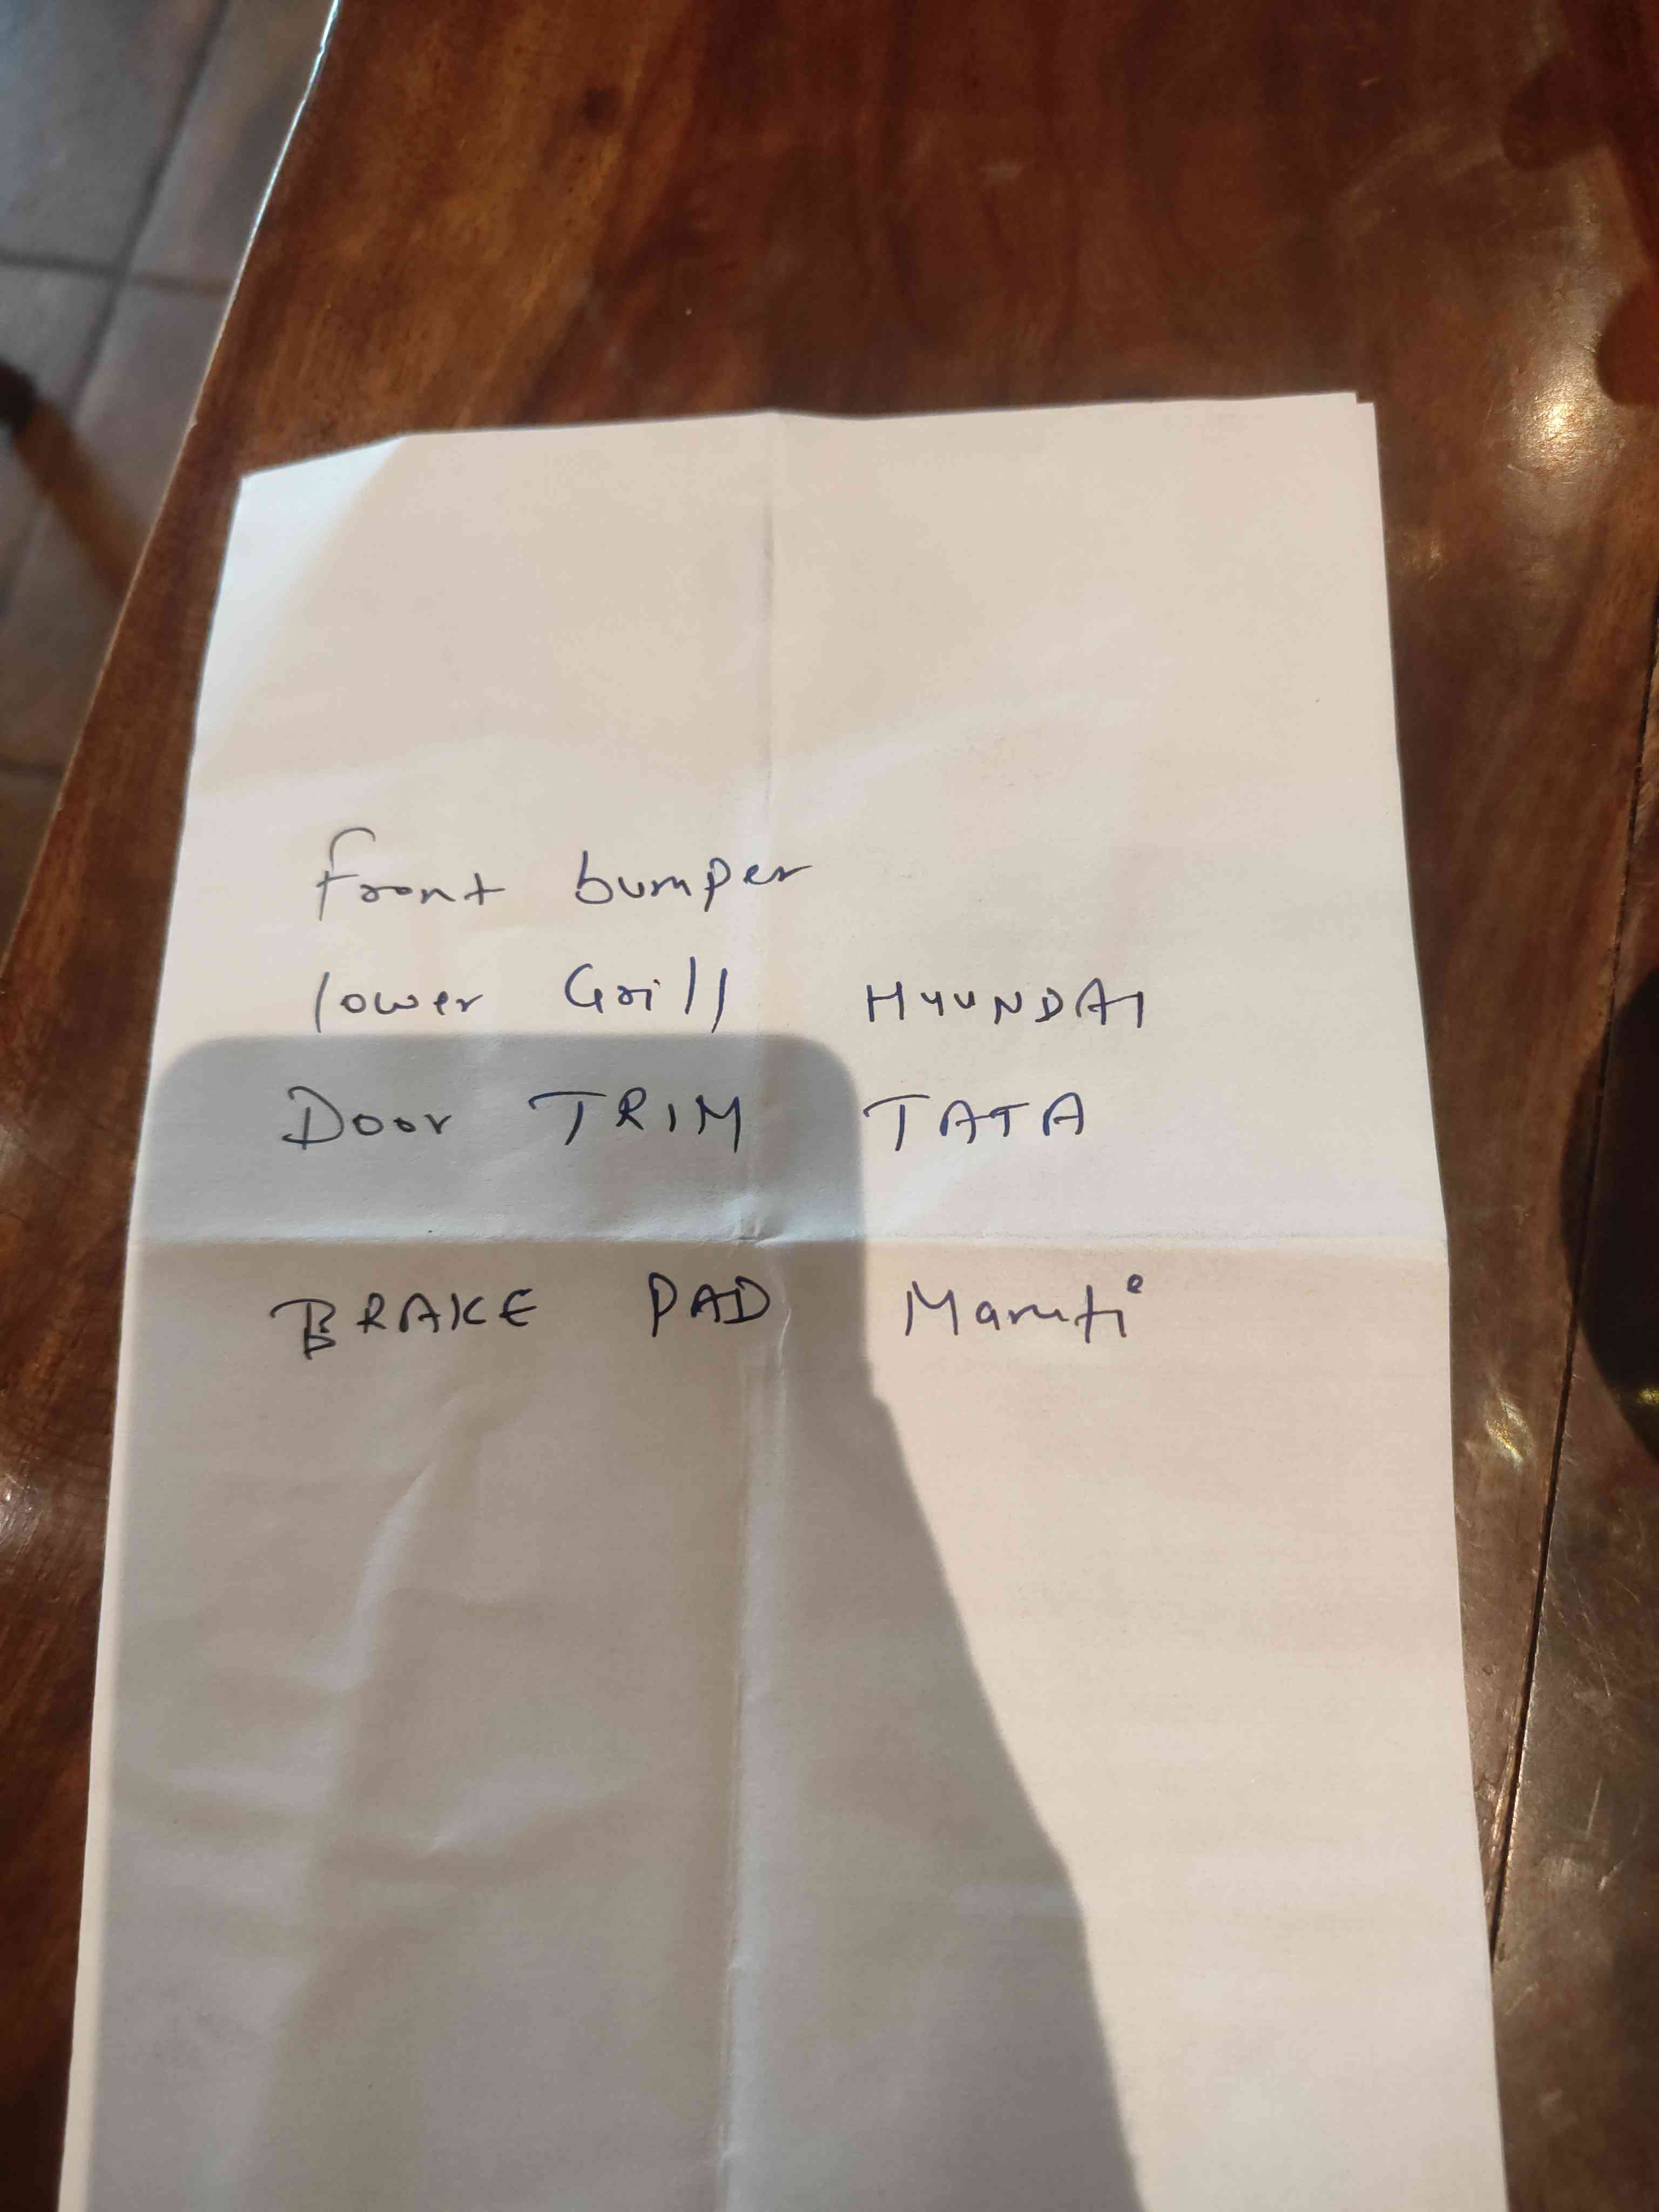 Front bumper
lower Grill HYUNDAI
Door TRIM TATA
BRAKE PAD Maruti